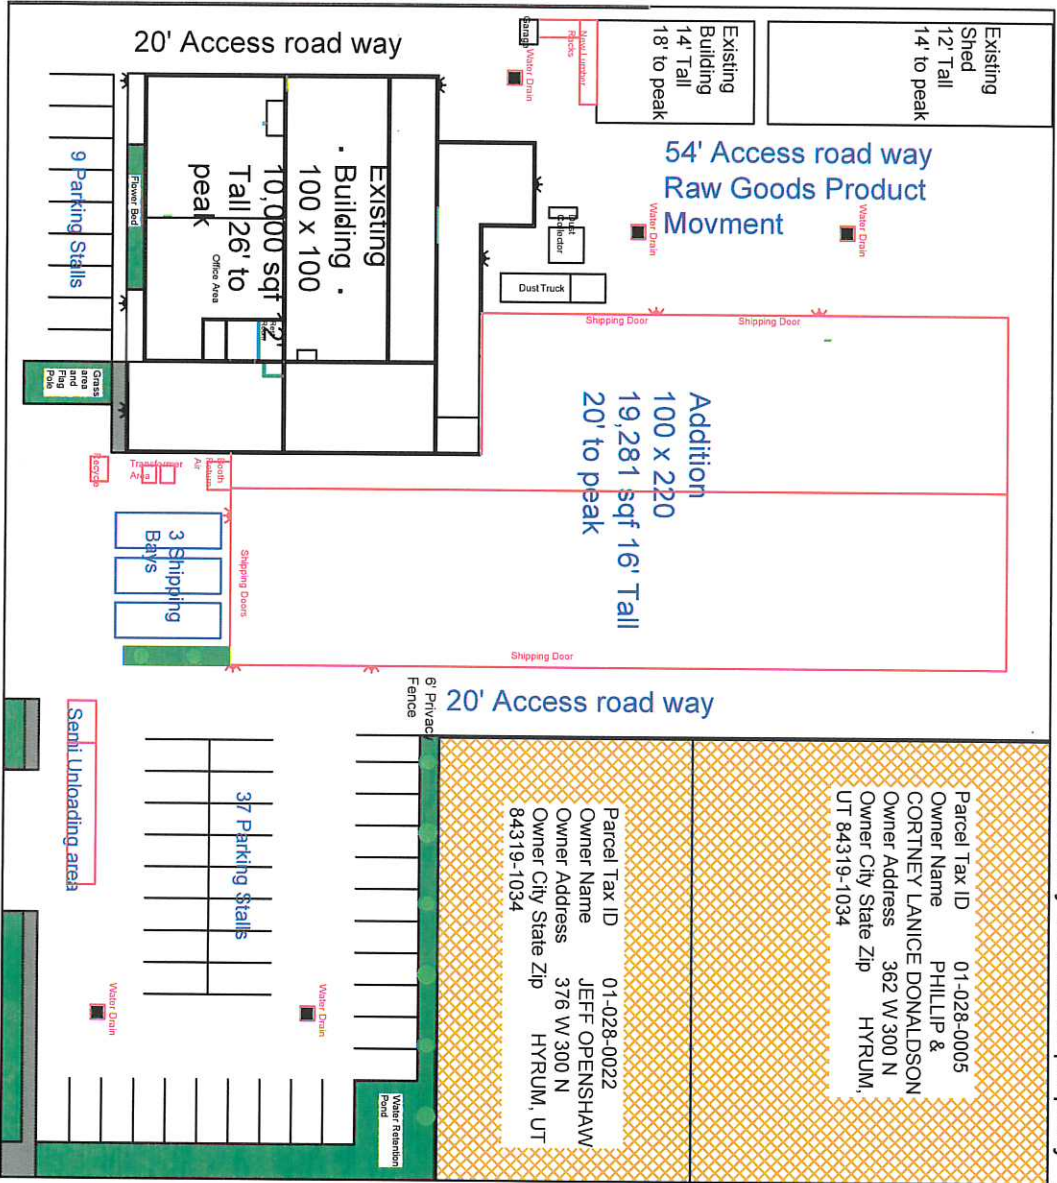 20' Access road way
Garage
New Lumber
Racks
Water Drain
Existing
Building
14' Tall
18' to peak
Existing
Shed
12' Tall
14' to peak
54' Access road way
Raw Goods Product
Movment
Water Drain
Water Drain
9 Parking Stalls
Flower Bed
Existing
Building
100 x 100
10,000 sqf 12'
Tall 26' to
peak
Office Area
Dust
Collector
Dust Truck
Shipping Door
Shipping Door
Grass
area
and
Flag
Pole
Addition
100 x 220
19,281 sqf 16' Tall
20' to peak
Recycle
Transformer
Area
Booth
Return
Air
3 Shipping
Bays
Shipping Doors
Shipping Door
6' Privacy
Fence
20' Access road way
Semi Unloading area
37 Parking Stalls
Water Drain
Water Drain
Water Retention
Pond
Parcel Tax ID 01-028-0022
Owner Name JEFF OPENSHAW
Owner Address 376 W 300 N
Owner City State Zip HYRUM, UT
84319-1034
Parcel Tax ID 01-028-0005
Owner Name PHILLIP &
CORTNEY LANICE DONALDSON
Owner Address 362 W 300 N
Owner City State Zip HYRUM,
UT 84319-1034